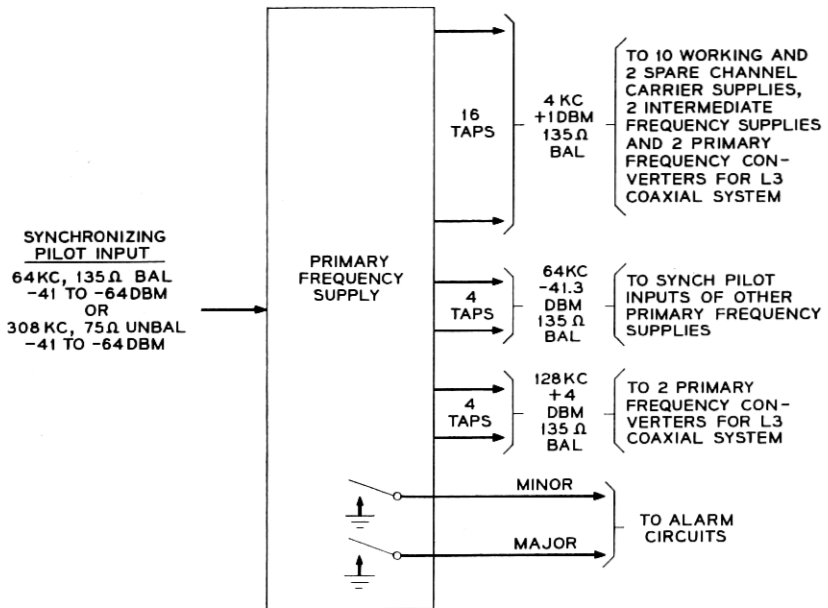 SYNCHRONIZING
PILOT INPUT
64KC, 135Ω BAL
-41 TO -64DBM
OR
308 KC, 75Ω UNBAL
-41 TO -64DBM
PRIMARY
FREQUENCY
SUPPLY
16
TAPS
4 KC
+1DBM
135Ω
BAL
TO 10 WORKING AND
2 SPARE CHANNEL
CARRIER SUPPLIES,
2 INTERMEDIATE
FREQUENCY SUPPLIES
AND 2 PRIMARY
FREQUENCY CON-
VERTERS FOR L3
COAXIAL SYSTEM
4
TAPS
64KC
-41.3
DBM
135Ω
BAL
TO SYNCH PILOT
INPUTS OF OTHER
PRIMARY FREQUENCY
SUPPLIES
4
TAPS
128KC
+4
DBM
135Ω
BAL
TO 2 PRIMARY
FREQUENCY CON-
VERTERS FOR L3
COAXIAL SYSTEM
MINOR
MAJOR
TO ALARM
CIRCUITS